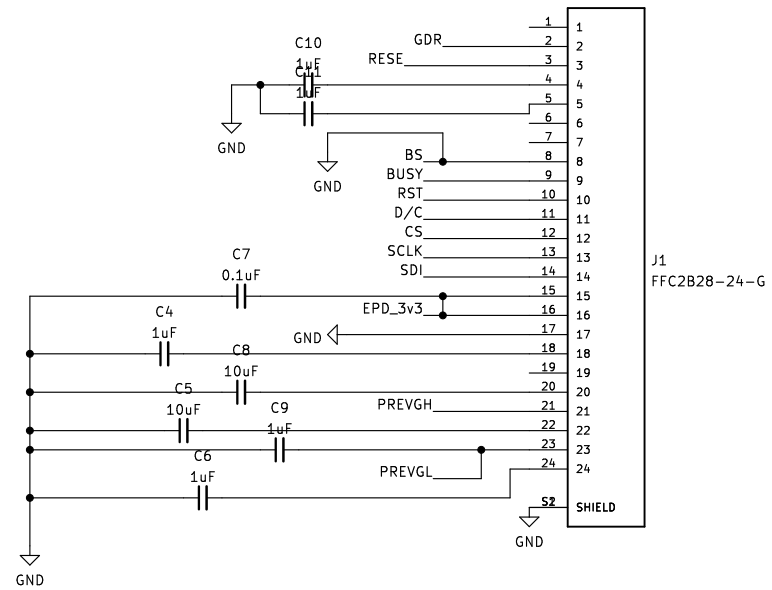 1 1
GDR 2 2
C10
RESE 3 3
1uF
C11
4 4
1uF
5 5
6 6
GND
7 7
BS 8 8
GND
BUSY 9 9
RST 10 10
D/C 11 11
CS 12 12
C7
SCLK 13 13
J1
0.1uF
SDI 14 14
FFC2B28-24-G
15 15
C4
EPD_3v3 16 16
1uF
GND 17 17
C8
18 18
10uF
19 19
C5
20 20
10uF
C9
PREVGH 21 21
1uF
22 22
C6
23 23
1uF
PREVGL
24 24
SHIELD
GND
GND